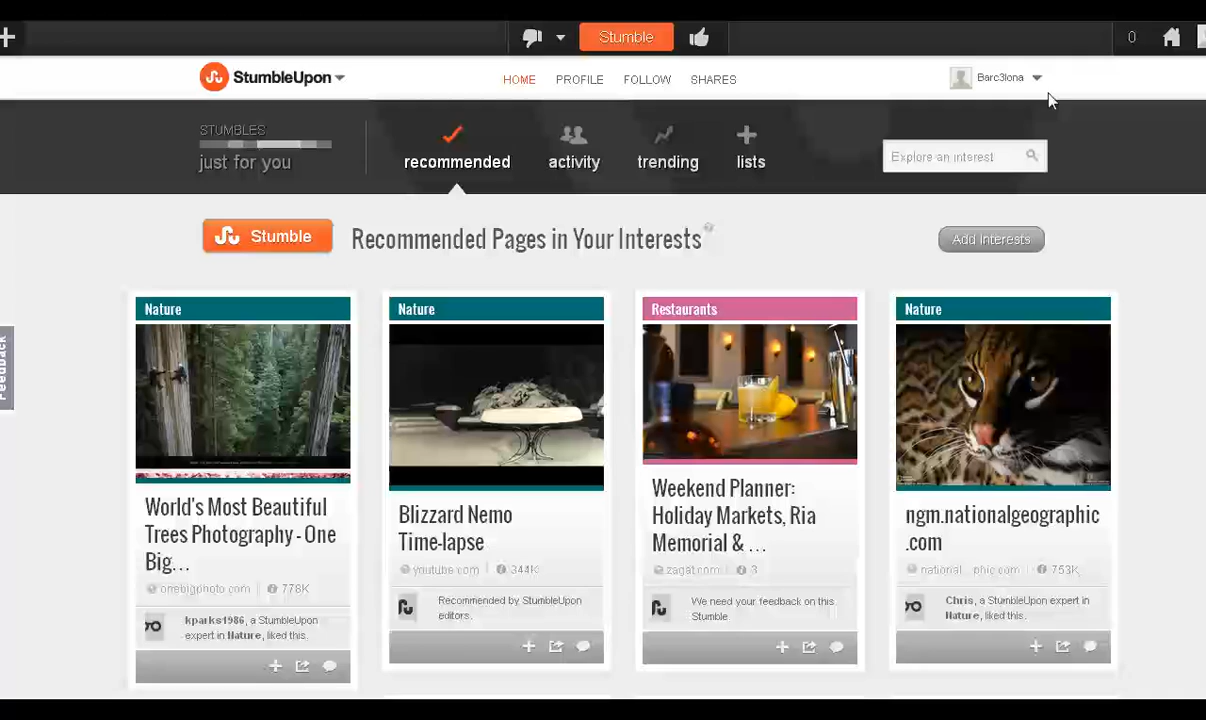 Stumble
0
StumbleUpon
HOME PROFILE FOLLOW SHARES
Barc3lona
STUMBLES
just for you
recommended
activity
trending
lists
Explore an interest
Stumble
Recommended Pages in Your Interests
Add Interests
Feedback
Nature
World's Most Beautiful
Trees Photography - One
Big...
onebigphoto.com
778K
kparks1986, a StumbleUpon
expert in Nature, liked this.
Nature
Blizzard Nemo
Time-lapse
youtube.com
344K
Recommended by StumbleUpon
editors.
Restaurants
Weekend Planner:
Holiday Markets, Ria
Memorial & ...
zagat.com
3
We need your feedback on this
Stumble
Nature
ngm.nationalgeographic
.com
national...phic.com
753K
Chris, a StumbleUpon expert in
Nature, liked this.